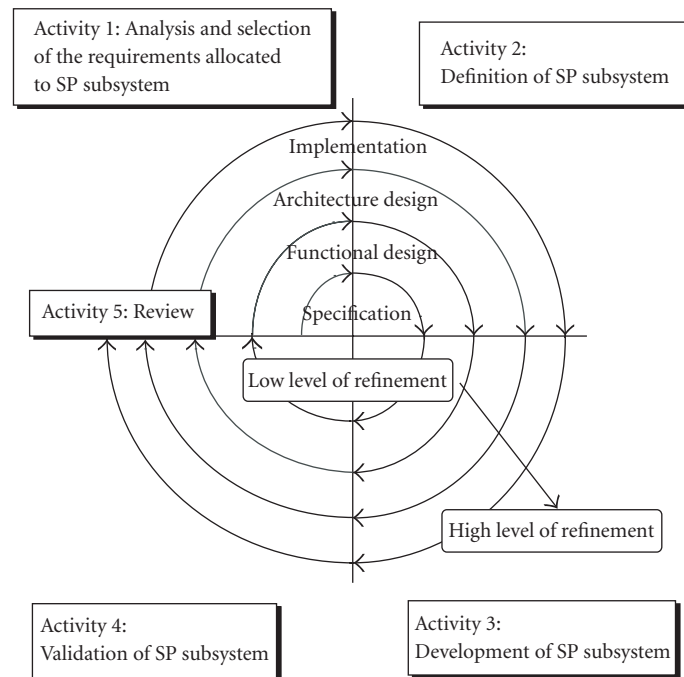 Activity 1: Analysis and selection
of the requirements allocated
to SP subsystem
Activity 2:
Definition of SP subsystem
Implementation
Architecture design
Functional design
Activity 5: Review
Specification
Low level of refinement
High level of refinement
Activity 4:
Validation of SP subsystem
Activity 3:
Development of SP subsystem